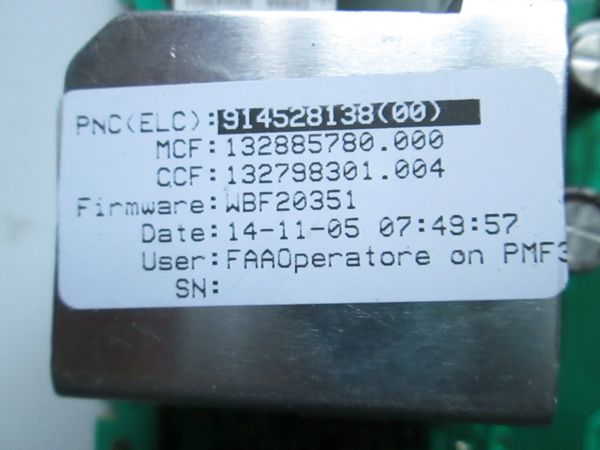 PNC(ELC):914528138(00)
MCF:132885780.000
CCF:132798301.004
Firmware:WBF20351
Date:14-11-05 07:49:57
User:FAAOperatore on PMF3
SN: